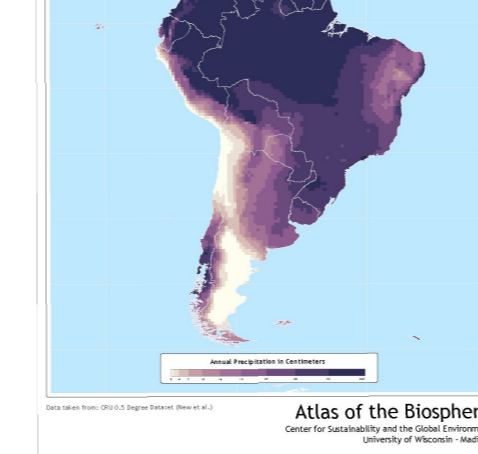 Annual Precipitation in Centimeters
Data taken from: CRU 0.5 Degree Dataset (New et al.)
Atlas of the Biospher
Center for Sustainability and the Global Environm
University of Wisconsin - Madi